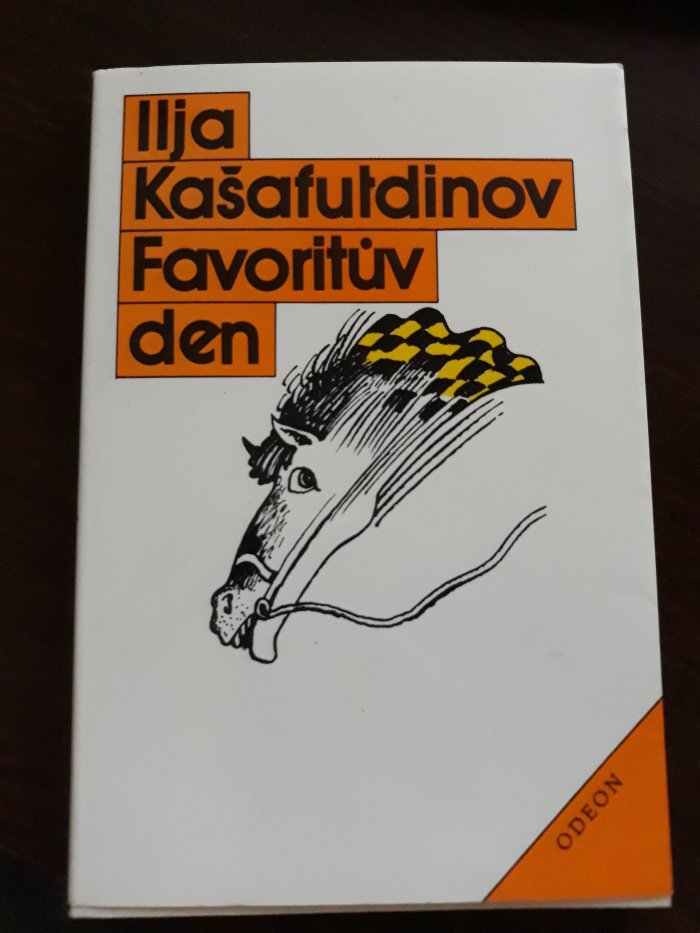 Ilja
Kašafutdinov
Favoritův
den
ODEON